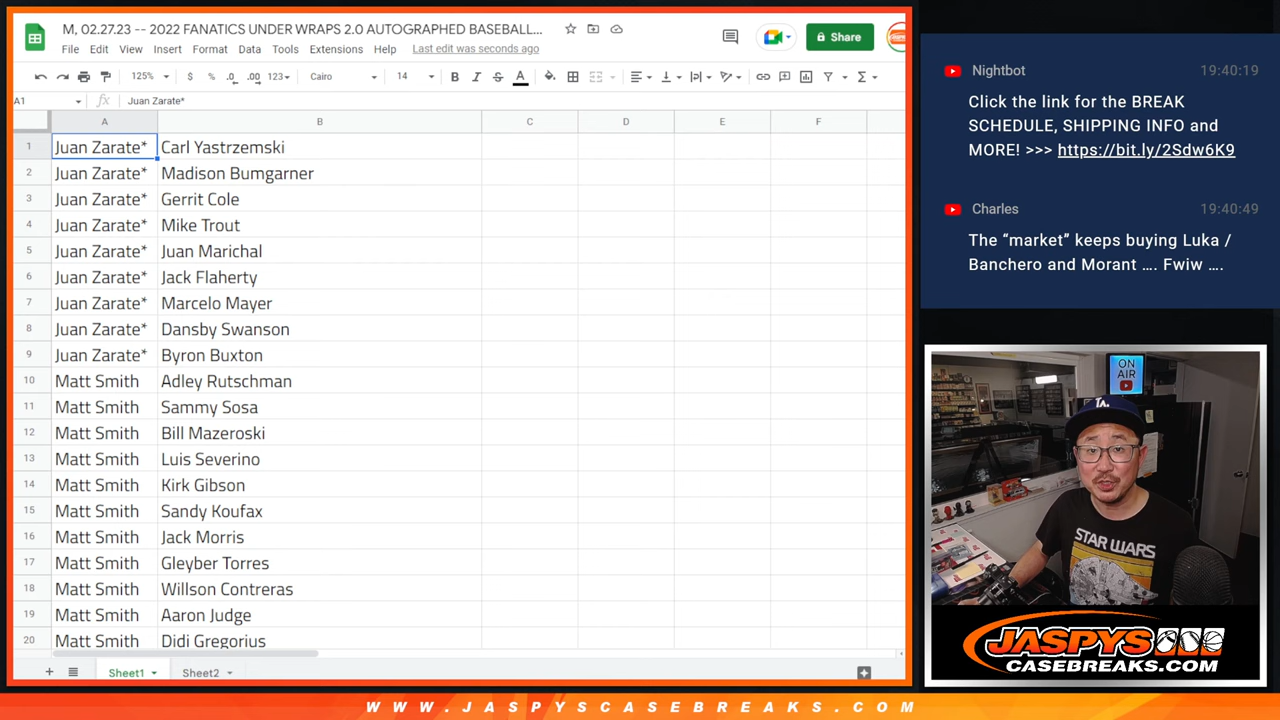 M, 02.27.23 -- 2022 FANATICS UNDER WRAPS 2.0 AUTOGRAPHED BASEBALL...
Share
File Edit View Insert Format Data Tools Extensions Help Last edit was seconds ago
125% $ % .0 .00 123 Cairo 14 B I S A
A1 fx Juan Zarate*
A B C D E F
1 Juan Zarate* Carl Yastrzemski
2 Juan Zarate* Madison Bumgarner
3 Juan Zarate* Gerrit Cole
4 Juan Zarate* Mike Trout
5 Juan Zarate* Juan Marichal
6 Juan Zarate* Jack Flaherty
7 Juan Zarate* Marcelo Mayer
8 Juan Zarate* Dansby Swanson
9 Juan Zarate* Byron Buxton
10 Matt Smith Adley Rutschman
11 Matt Smith Sammy Sosa
12 Matt Smith Bill Mazeroski
13 Matt Smith Luis Severino
14 Matt Smith Kirk Gibson
15 Matt Smith Sandy Koufax
16 Matt Smith Jack Morris
17 Matt Smith Gleyber Torres
18 Matt Smith Willson Contreras
19 Matt Smith Aaron Judge
20 Matt Smith Didi Gregorius
Sheet1 Sheet2
Nightbot 19:40:19
Click the link for the BREAK
SCHEDULE, SHIPPING INFO and
MORE! >>> https://bit.ly/2Sdw6K9
Charles 19:40:49
The “market” keeps buying Luka /
Banchero and Morant .... Fwiw ....
ON
AIR
LA
STAR WARS
JASPYS
CASEBREAKS.COM
WWW.JASPYSCASEBREAKS.COM